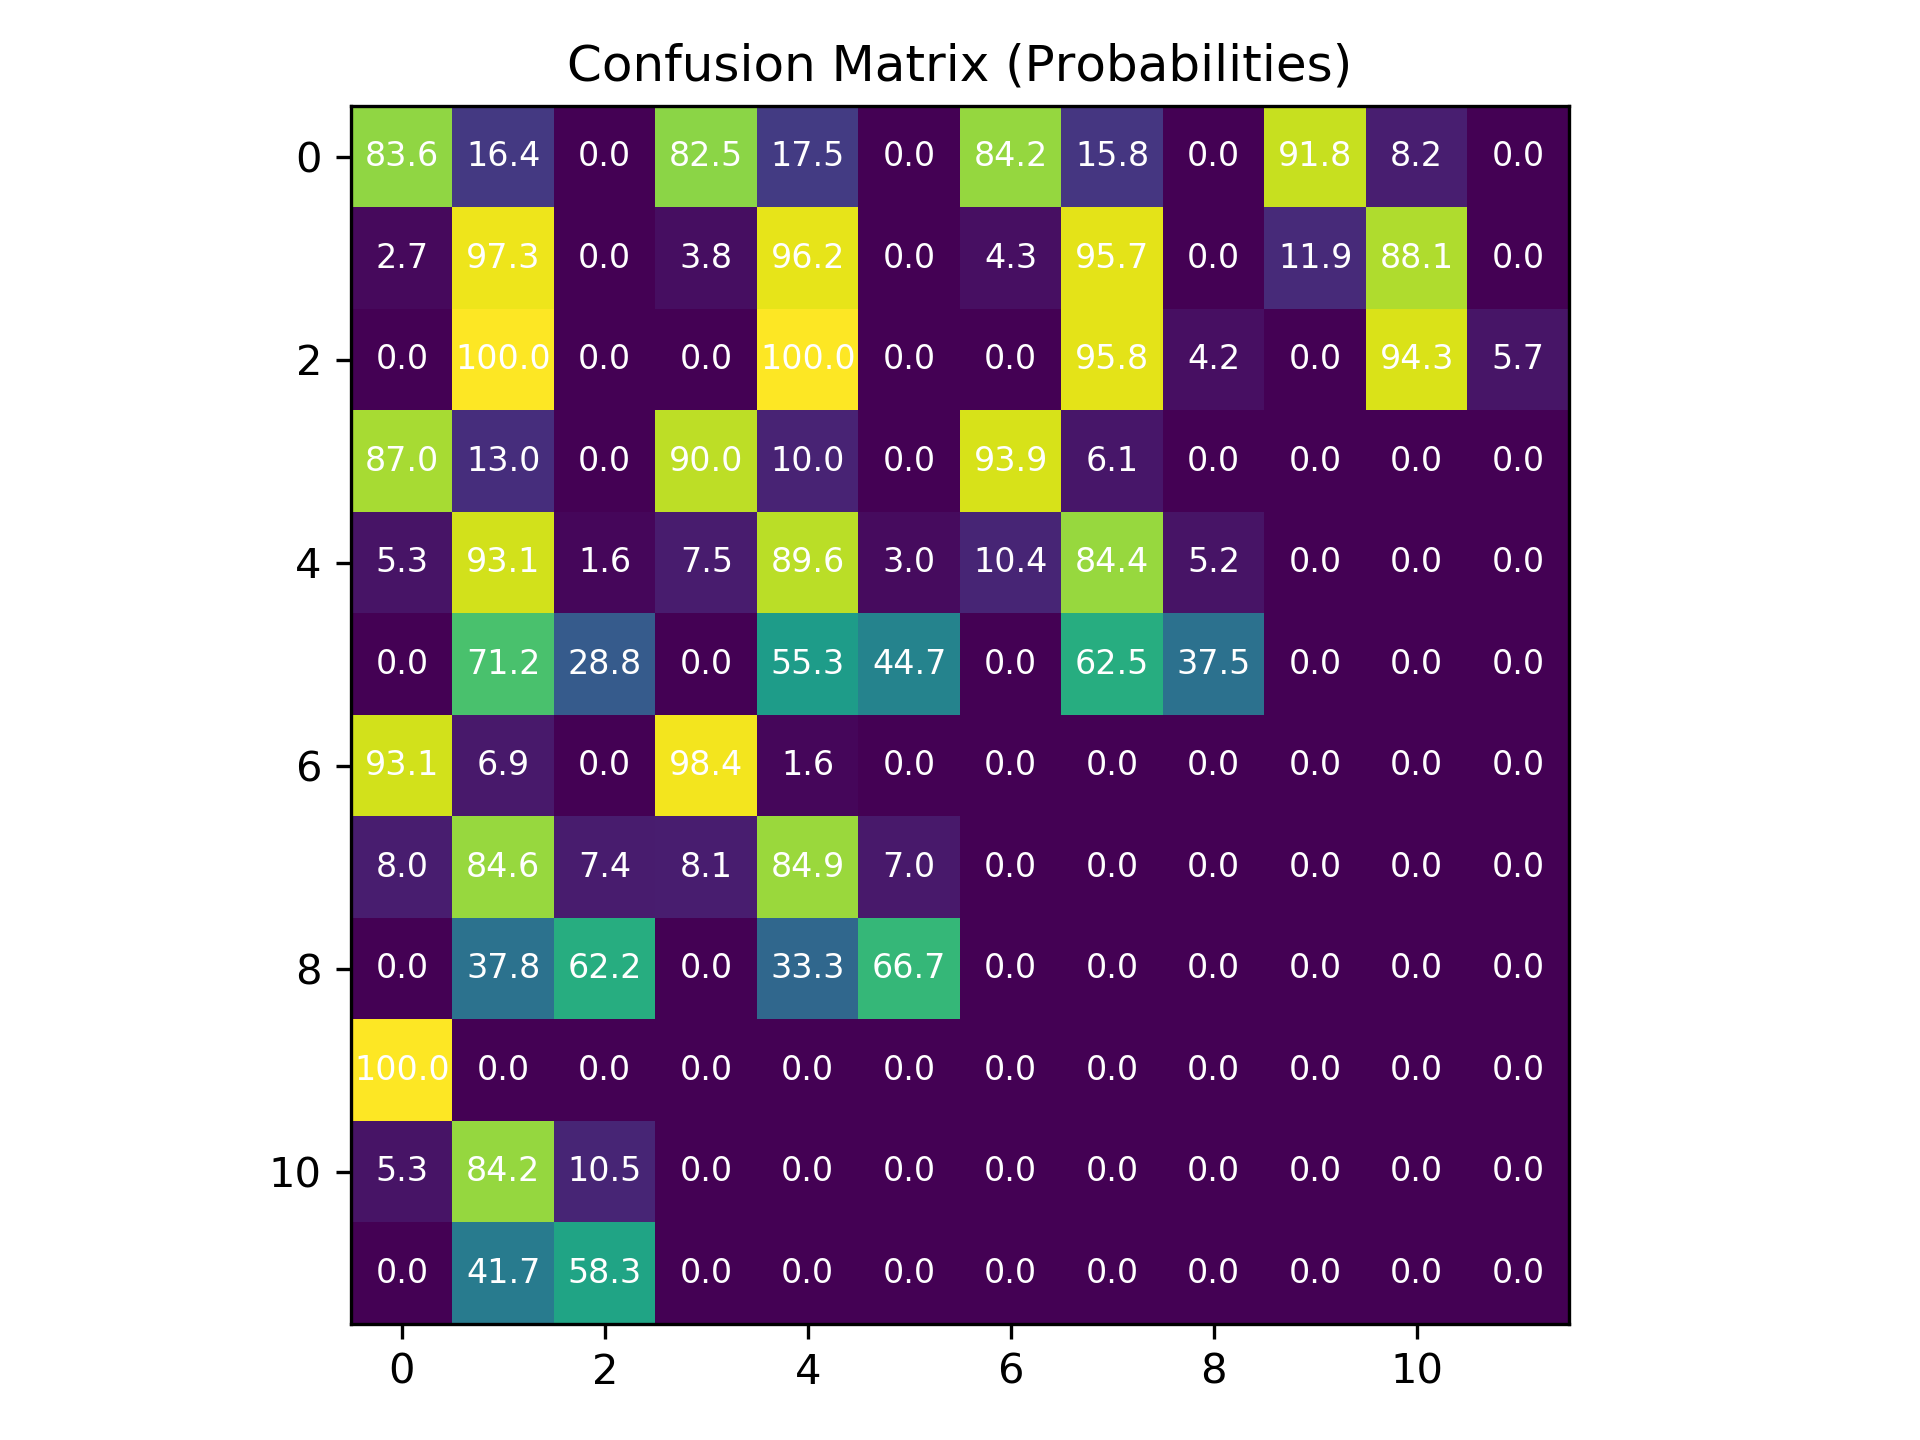 Confusion Matrix (Probabilities)
0 83.6 16.4 0.0 82.5 17.5 0.0 84.2 15.8 0.0 91.8 8.2 0.0
2.7 97.3 0.0 3.8 96.2 0.0 4.3 95.7 0.0 11.9 88.1 0.0
2 0.0 100.0 0.0 0.0 100.0 0.0 0.0 95.8 4.2 0.0 94.3 5.7
87.0 13.0 0.0 90.0 10.0 0.0 93.9 6.1 0.0 0.0 0.0 0.0
4 5.3 93.1 1.6 7.5 89.6 3.0 10.4 84.4 5.2 0.0 0.0 0.0
0.0 71.2 28.8 0.0 55.3 44.7 0.0 62.5 37.5 0.0 0.0 0.0
6 93.1 6.9 0.0 98.4 1.6 0.0 0.0 0.0 0.0 0.0 0.0 0.0
8.0 84.6 7.4 8.1 84.9 7.0 0.0 0.0 0.0 0.0 0.0 0.0
8 0.0 37.8 62.2 0.0 33.3 66.7 0.0 0.0 0.0 0.0 0.0 0.0
100.0 0.0 0.0 0.0 0.0 0.0 0.0 0.0 0.0 0.0 0.0 0.0
10 5.3 84.2 10.5 0.0 0.0 0.0 0.0 0.0 0.0 0.0 0.0 0.0
0.0 41.7 58.3 0.0 0.0 0.0 0.0 0.0 0.0 0.0 0.0 0.0
0 2 4 6 8 10